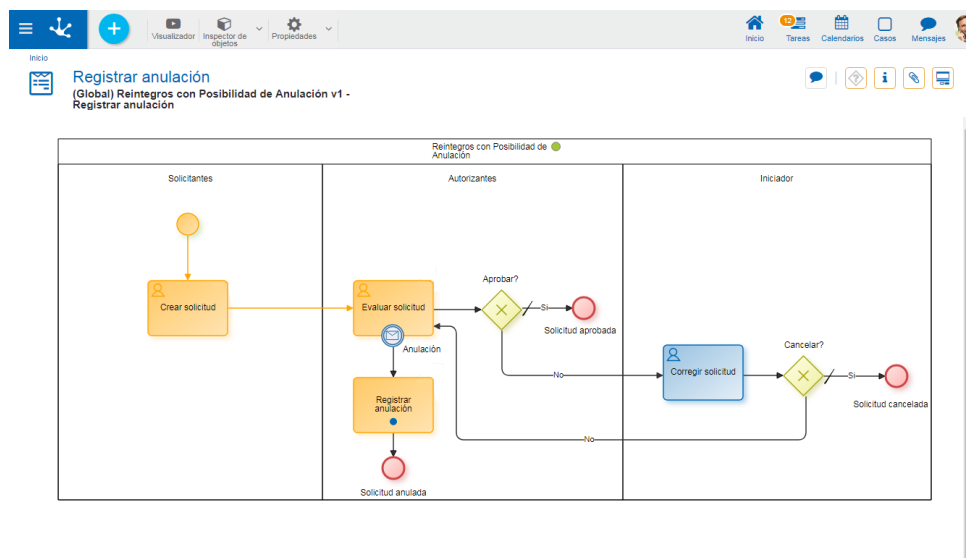 Visualizador
Inspector de
objetos
Propiedades
Inicio
12
Tareas
Calendarios
Casos
Mensajes
Inicio
Registrar anulación
(Global) Reintegros con Posibilidad de Anulación v1 -
Registrar anulación
Reintegros con Posibilidad de
Anulación
Solicitantes
Autorizantes
Iniciador
Crear solicitud
Evaluar solicitud
Anulación
Aprobar?
Si
Solicitud aprobada
No
Registrar
anulación
Solicitud anulada
Corregir solicitud
Cancelar?
Si
Solicitud cancelada
No